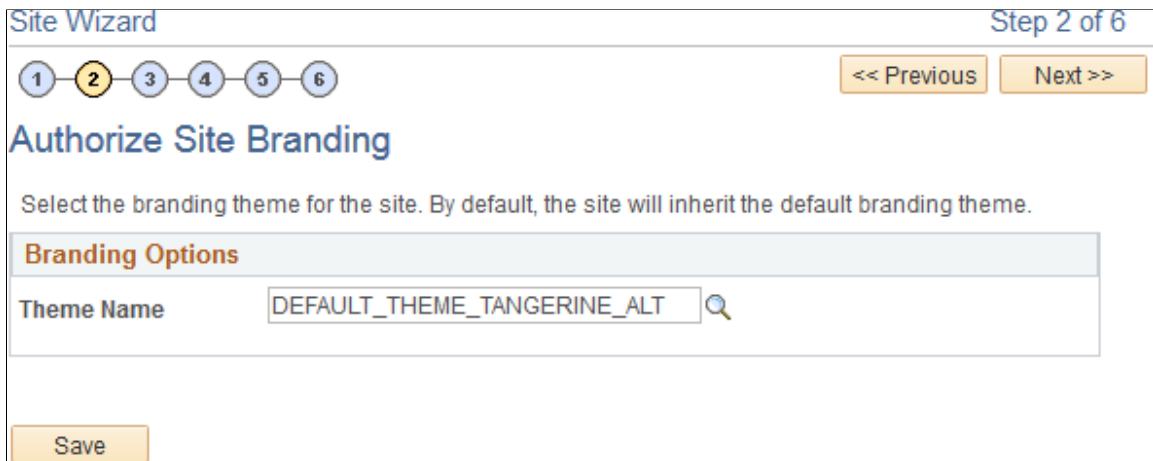 Site Wizard Step 2 of 6
1 2 3 4 5 6 << Previous Next >>
Authorize Site Branding
Select the branding theme for the site. By default, the site will inherit the default branding theme.
Branding Options
Theme Name DEFAULT_THEME_TANGERINE_ALT
Save